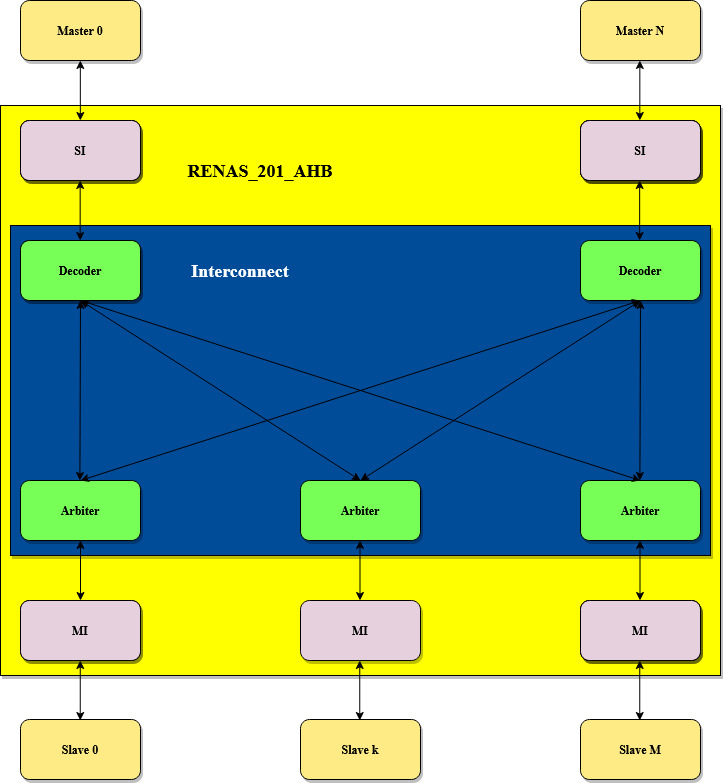 Master 0
Master N
SI
SI
RENAS_201_AHB
Decoder
Interconnect
Decoder
Arbiter
Arbiter
Arbiter
MI
MI
MI
Slave 0
Slave k
Slave M